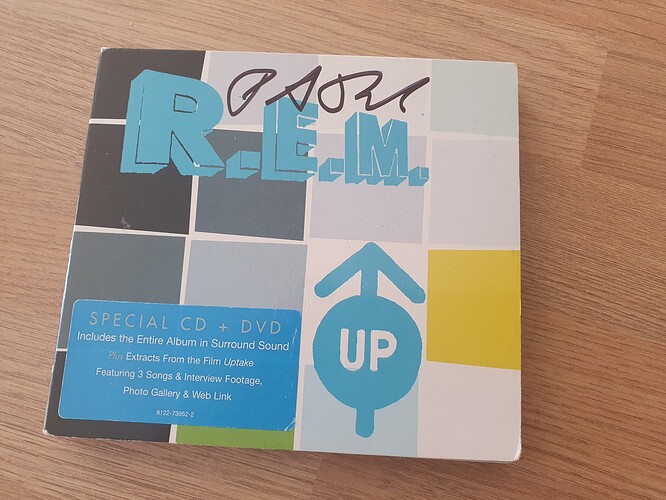 R.E.M.
UP
SPECIAL CD + DVD
Includes the Entire Album in Surround Sound
Plus Extracts From the Film Uptake
Featuring 3 Songs & Interview Footage,
Photo Gallery & Web Link
8122-73952-2